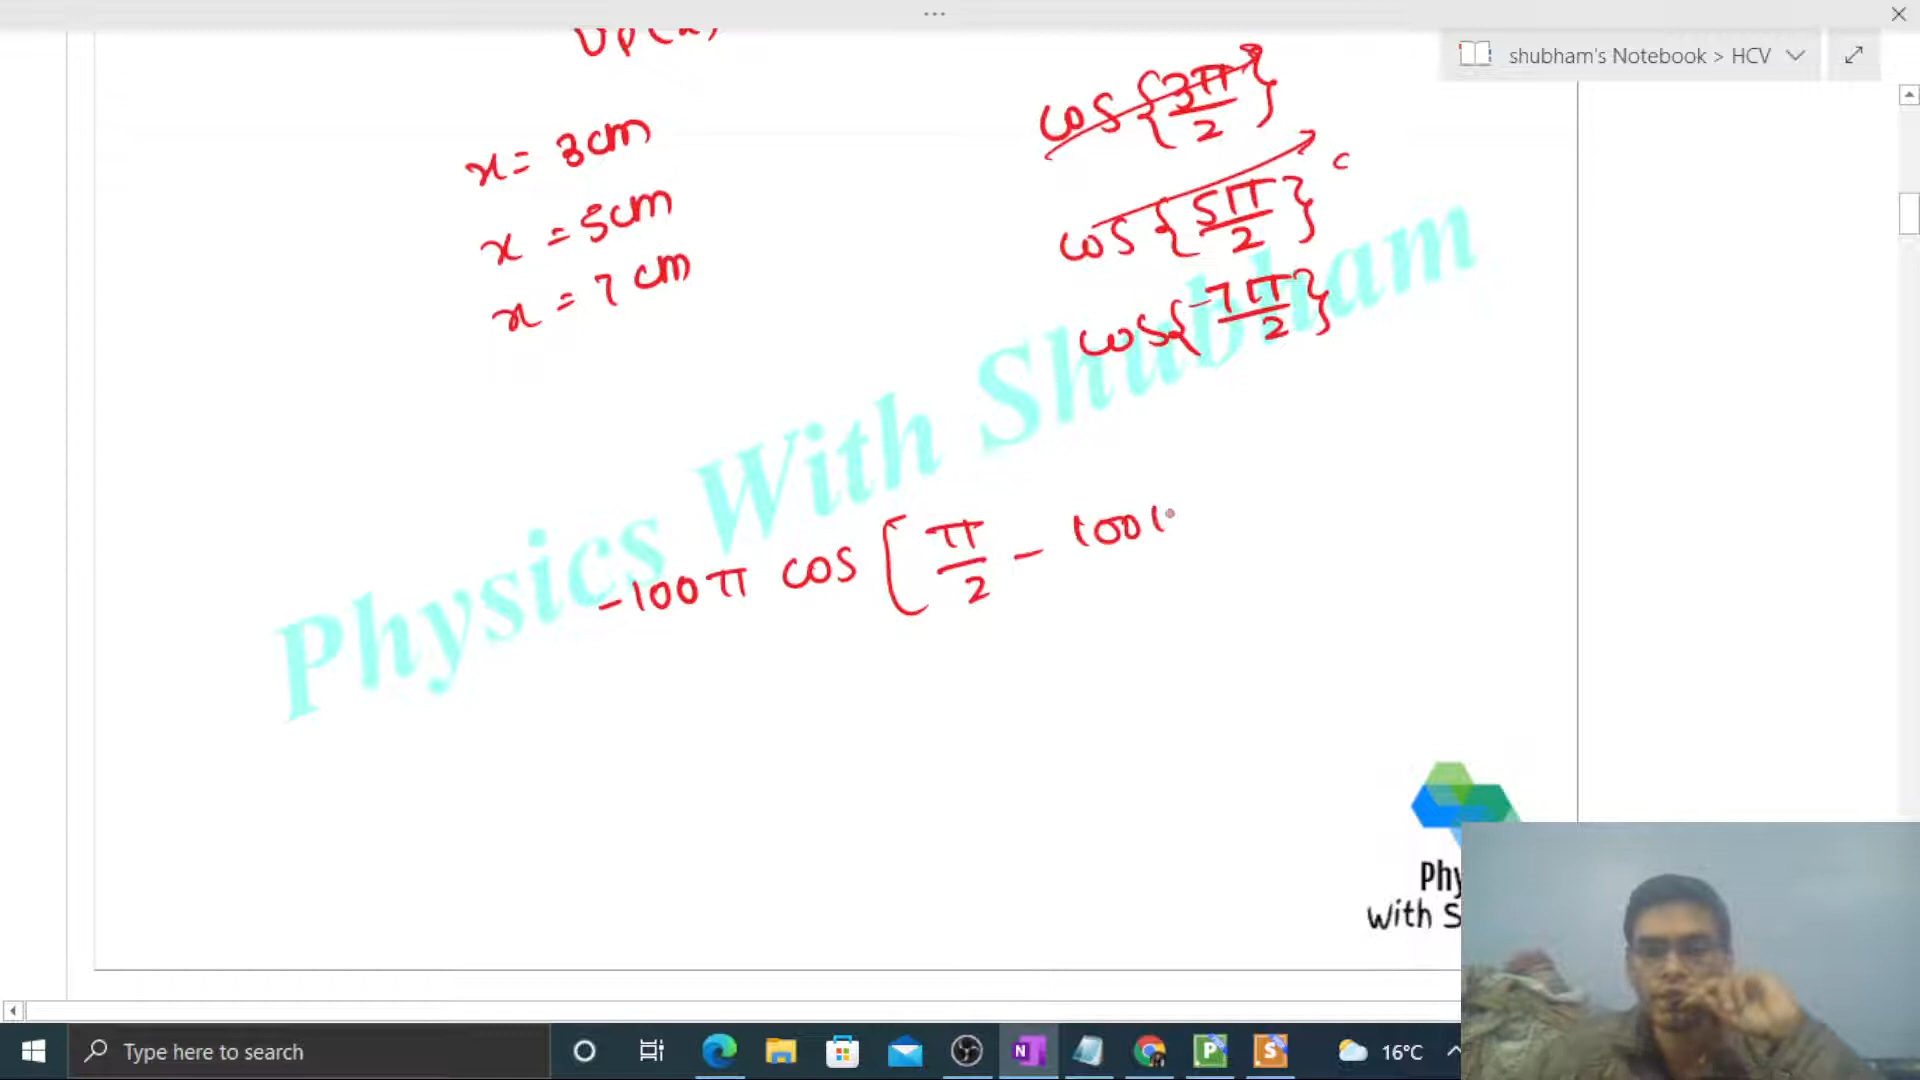 shubham's Notebook > HCV
x = 3cm
x = 5cm
x = 7 cm
cos{3π/2}
cos{5π/2} c
cos{-7π/2}
Physics With Shubham
-100π cos [π/2 - 100
Phy
With S
Type here to search
16°C